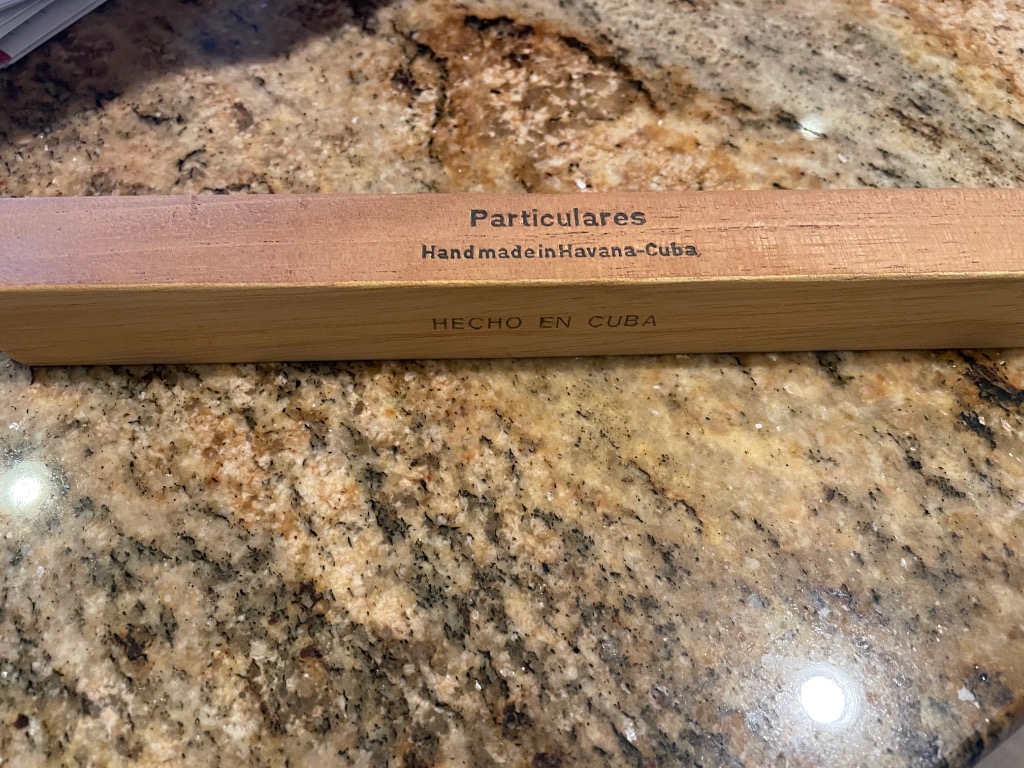 Particulares
Hand made in Havana-Cuba,
HECHO EN CUBA